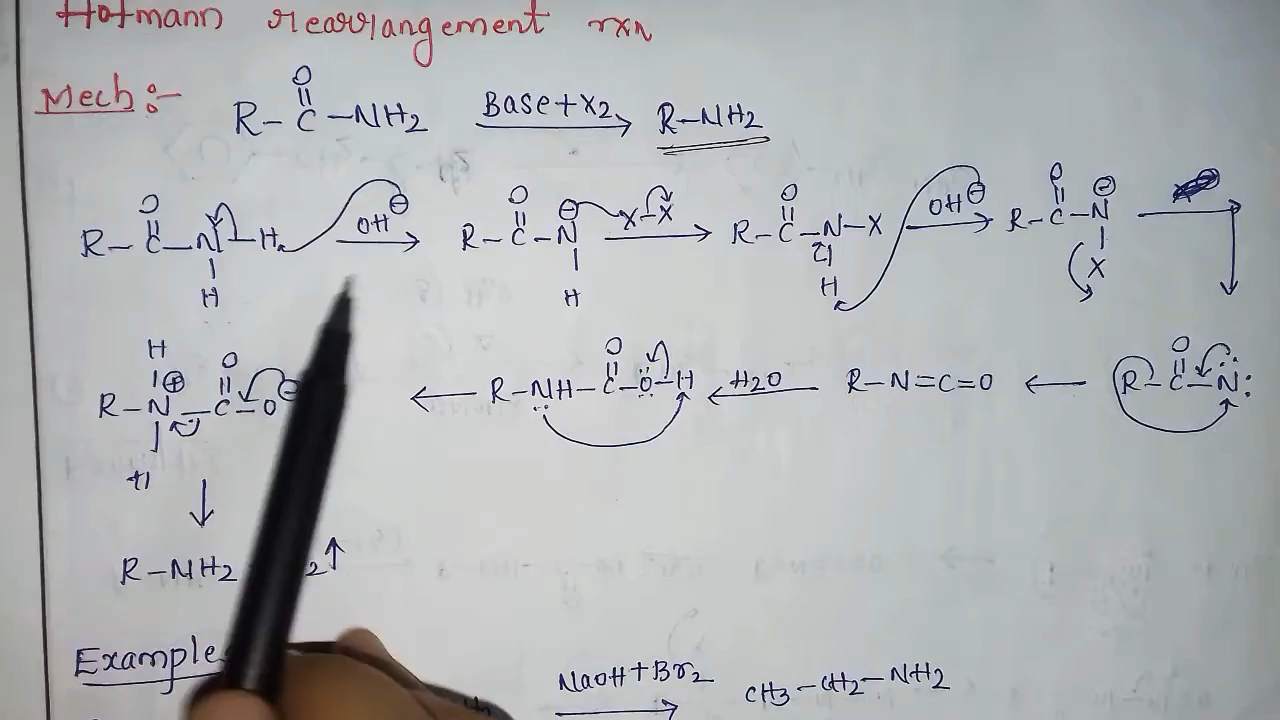 Hofmann rearrangement rxn
Mech:-
O
R-C-NH2 Base+X2 R-NH2
O OH⊖ O ⊖ X-X O OH⊖ O ⊖
R-C-N-H R-C-N R-C-N-X R-C-N
H H H X
H O O O
R-N⊕-C-O⊖ R-NH-C-Ö-H H2O R-N=C=O R-C-N:
H
R-NH2 2↑
Example
NaOH+Br2 CH3-CH2-NH2